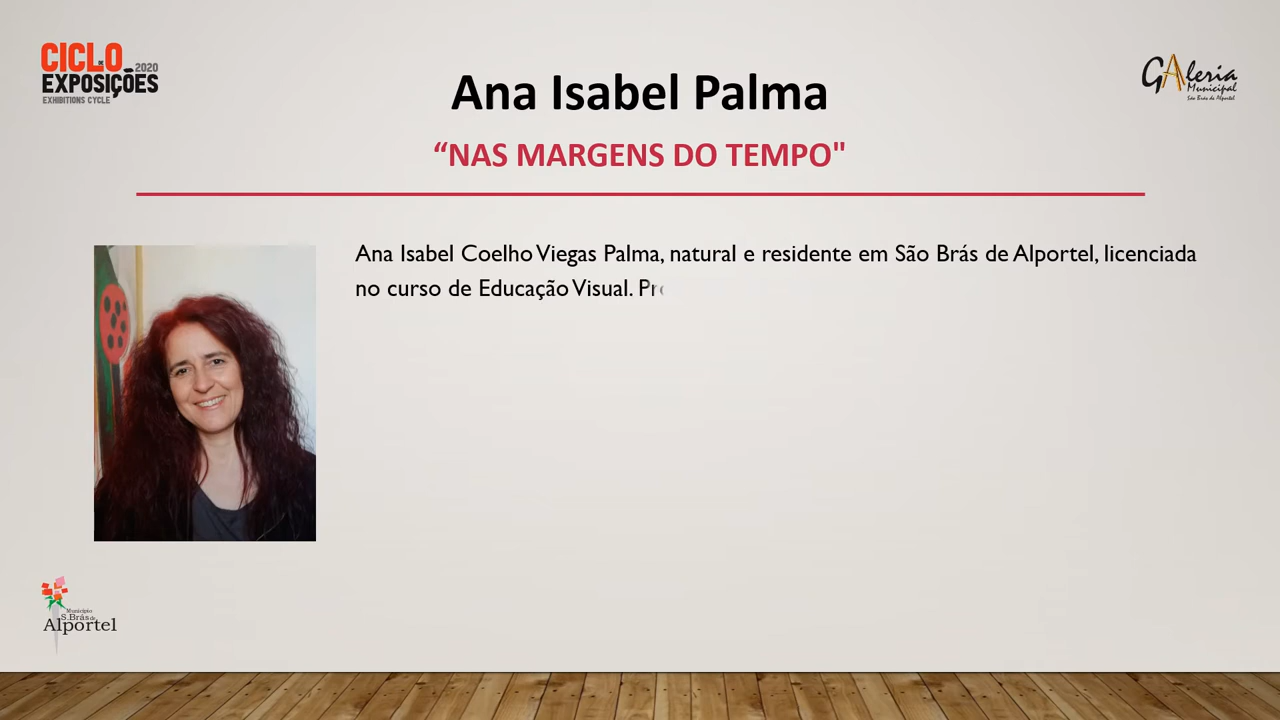 CICLO DE
2020
EXPOSIÇÕES
EXHIBITIONS CYCLE
GAleria
Municipal
São Brás de Alportel
Ana Isabel Palma
“NAS MARGENS DO TEMPO"
Ana Isabel Coelho Viegas Palma, natural e residente em São Brás de Alportel, licenciada
no curso de Educação Visual. Pr
Município
S.Brás de
Alportel